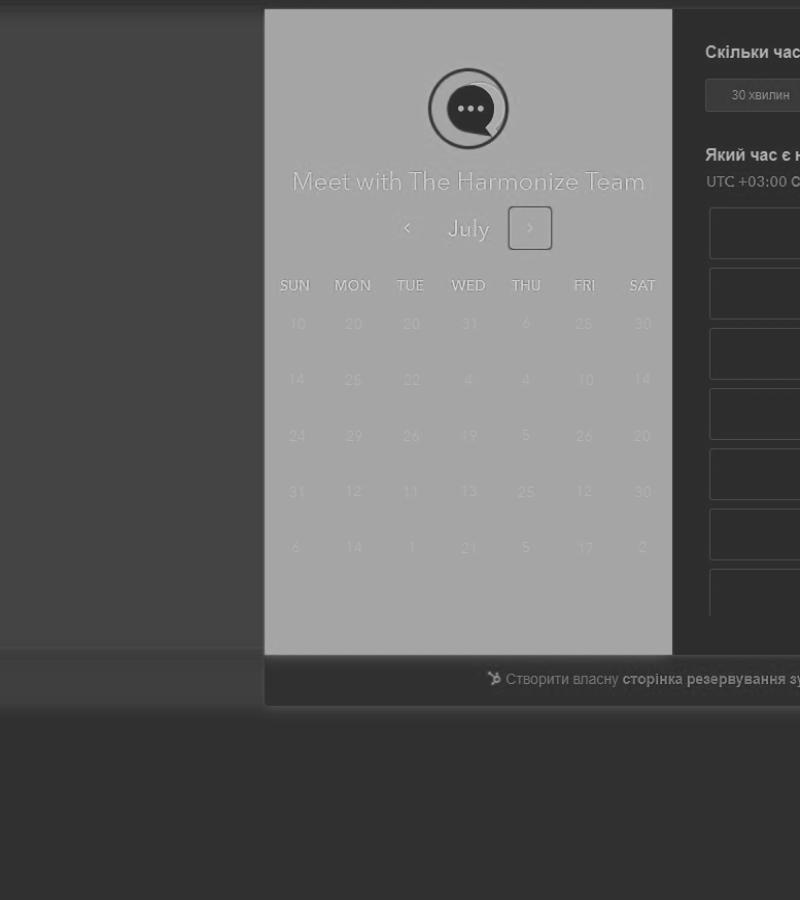 Meet with The Harmonize Team
July
SUN MON TUE WED THU FRI SAT
10 20 20 31 6 25 30
14 25 22 4 4 10 14
24 29 26 19 5 26 20
31 12 11 13 25 12 30
6 14 1 21 5 17 2
Скільки час
30 хвилин
Який час є н
UTC +03:00 С
Створити власну сторінка резервування зу